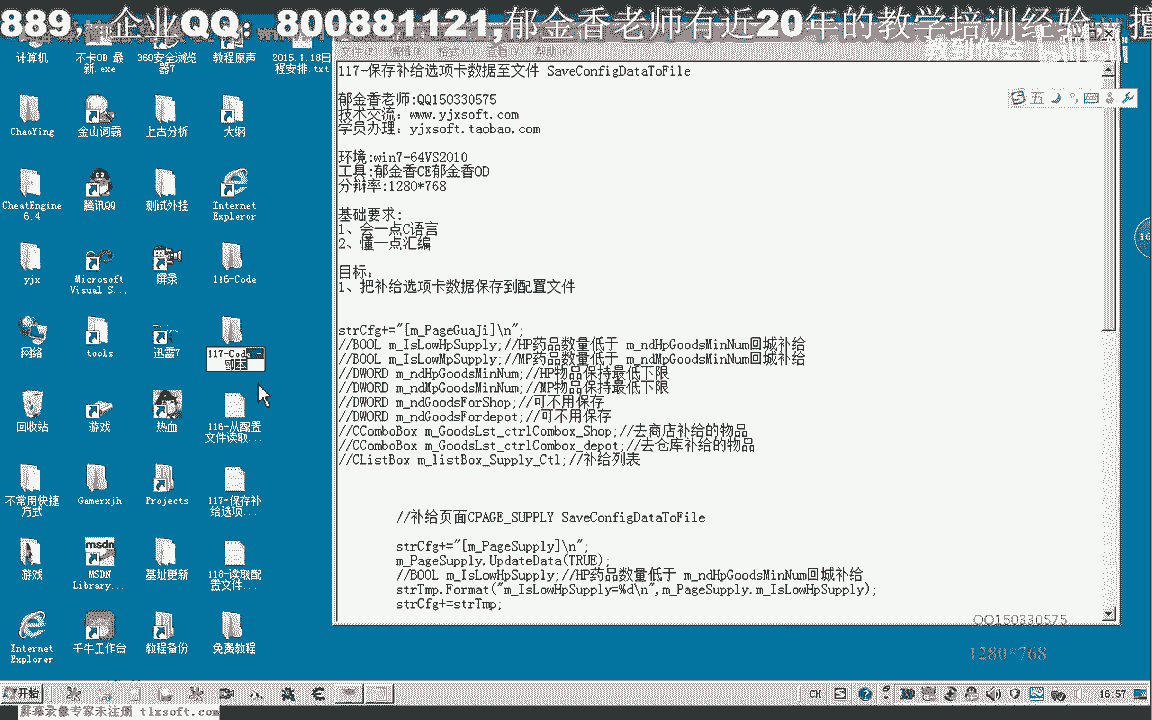 889, 企业QQ：800881121,郁金香老师有近20年的教学培训经验
117-保存补给选项卡数据至文件 SaveConfigDataToFile
郁金香老师:QQ150330575
技术交流：www.yjxsoft.com
学员办理：yjxsoft.taobao.com
环境:win7-64VS2010
工具:郁金香CE郁金香OD
分辩率:1280*768
基础要求:
1、会一点C语言
2、懂一点汇编
目标：
1、把补给选项卡数据保存到配置文件
strCfg+="[m_PageGuaJi]\n";
//BOOL m_IsLowHpSupply;//HP药品数量低于 m_ndHpGoodsMinNum回城补给
//BOOL m_IsLowMpSupply;//MP药品数量低于 m_ndMpGoodsMinNum回城补给
//DWORD m_ndHpGoodsMinNum;//HP物品保持最低下限
//DWORD m_ndMpGoodsMinNum;//MP物品保持最低下限
//DWORD m_ndGoodsForShop;//可不用保存
//DWORD m_ndGoodsFordepot;//可不用保存
//CComboBox m_GoodsLst_ctrlCombox_Shop;//去商店补给的物品
//CComboBox m_GoodsLst_ctrlCombox_depot;//去仓库补给的物品
//CListBox m_listBox_Supply_Ctl;//补给列表
//补给页面CPAGE_SUPPLY SaveConfigDataToFile
strCfg+="[m_PageSupply]\n";
m_PageSupply.UpdateData(TRUE);
//BOOL m_IsLowHpSupply;//HP药品数量低于 m_ndHpGoodsMinNum回城补给
strTmp.Format("m_IsLowHpSupply=%d\n",m_PageSupply.m_IsLowHpSupply);
strCfg+=strTmp;
QQ150330575
1280*768
计算机
不卡OD 最新.exe
360安全浏览器7
教程原声
2015.1.18日程安排.txt
ChaoYing
金山词霸
上古分析
大纲
CheatEngine 6.4
腾讯QQ
测试外挂
Internet Explorer
yjx
Microsoft Visual S...
屏录
116-Code
网络
tools
迅雷7
117-Code - 副本
回收站
游戏
热血
116-从配置文件读取...
不常用快捷方式
Gamerxjh
Projects
117-保存补给选项...
游戏
MSDN Library...
基址更新
118-读取配置文件...
Internet Explorer
千牛工作台
教程备份
免费教程
开始
CH
16:57
屏幕录像专家未注册 tlxsoft.com